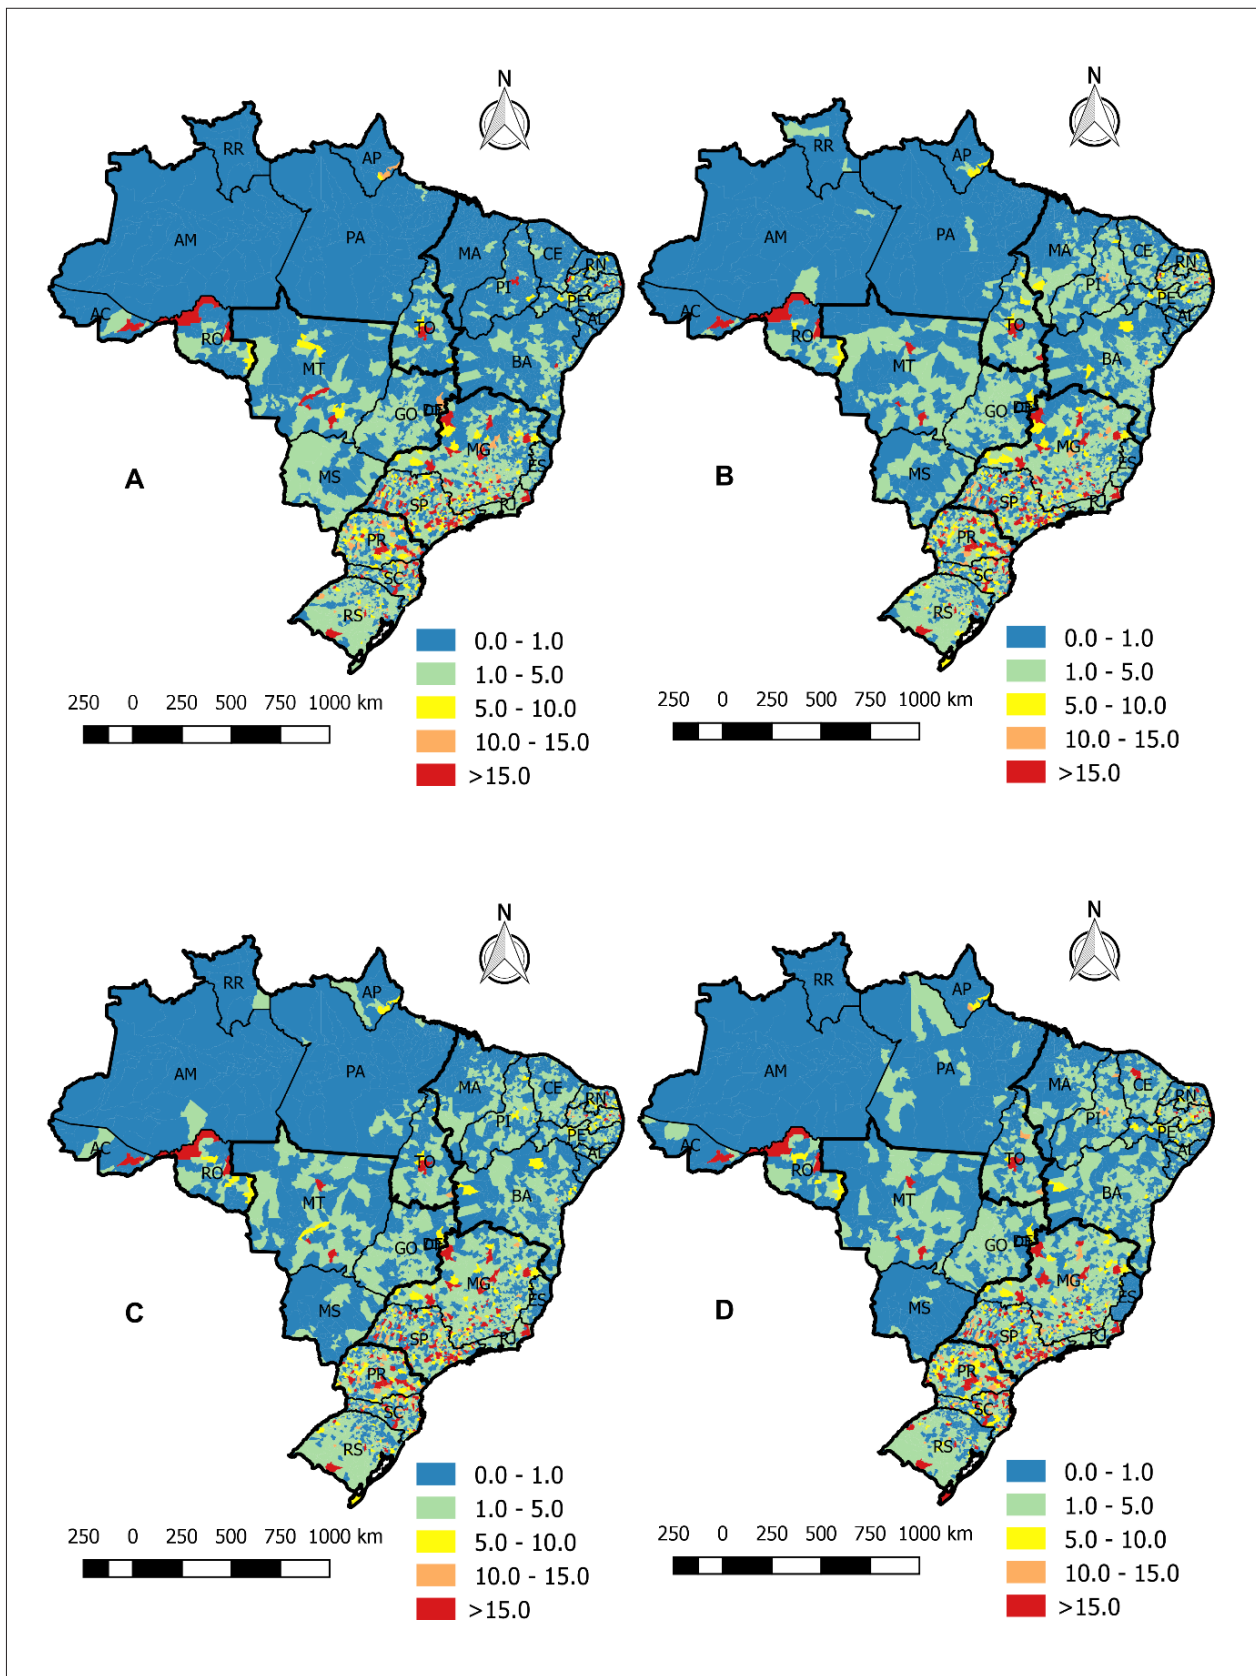 N
RR
AP
AM
PA
MA
CE
RN
PI
PE
AL
AC
TO
RO
BA
MT
GO
DF
MG
ES
MS
SP
RJ
PR
SC
RS
A
0.0 - 1.0
1.0 - 5.0
5.0 - 10.0
10.0 - 15.0
>15.0
250 0 250 500 750 1000 km
N
RR
AP
AM
PA
MA
CE
RN
PI
PE
AL
AC
TO
RO
BA
MT
GO
DF
MG
ES
MS
SP
RJ
PR
SC
RS
B
0.0 - 1.0
1.0 - 5.0
5.0 - 10.0
10.0 - 15.0
>15.0
250 0 250 500 750 1000 km
N
RR
AP
AM
PA
MA
CE
RN
PI
PE
AL
AC
TO
RO
BA
MT
GO
DF
MG
ES
MS
SP
RJ
PR
SC
RS
C
0.0 - 1.0
1.0 - 5.0
5.0 - 10.0
10.0 - 15.0
>15.0
250 0 250 500 750 1000 km
N
RR
AP
AM
PA
MA
CE
RN
PI
PE
AL
AC
TO
RO
BA
MT
GO
DF
MG
ES
MS
SP
RJ
PR
SC
RS
D
0.0 - 1.0
1.0 - 5.0
5.0 - 10.0
10.0 - 15.0
>15.0
250 0 250 500 750 1000 km